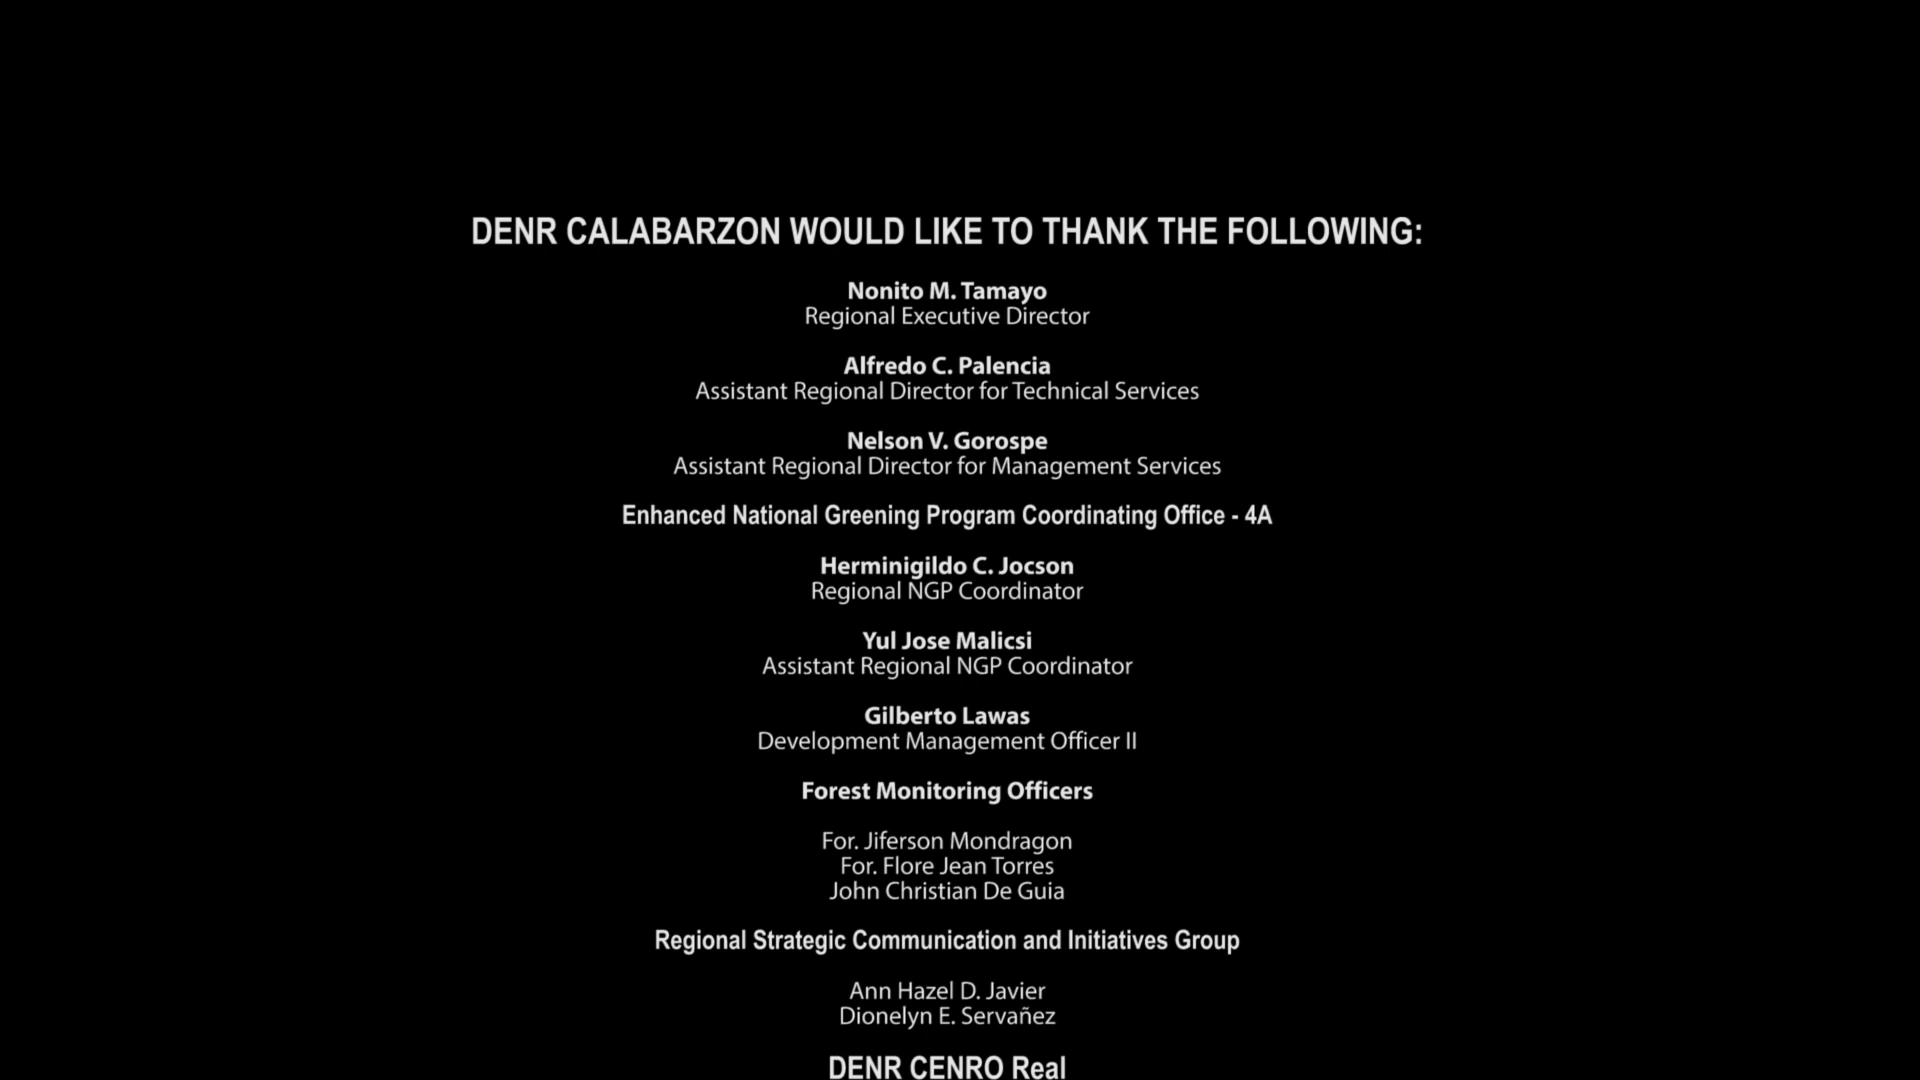 DENR CALABARZON WOULD LIKE TO THANK THE FOLLOWING:
Nonito M. Tamayo
Regional Executive Director
Alfredo C. Palencia
Assistant Regional Director for Technical Services
Nelson V. Gorospe
Assistant Regional Director for Management Services
Enhanced National Greening Program Coordinating Office - 4A
Herminigildo C. Jocson
Regional NGP Coordinator
Yul Jose Malicsi
Assistant Regional NGP Coordinator
Gilberto Lawas
Development Management Officer II
Forest Monitoring Officers
For. Jiferson Mondragon
For. Flore Jean Torres
John Christian De Guia
Regional Strategic Communication and Initiatives Group
Ann Hazel D. Javier
Dionelyn E. Servañez
DENR CENRO Real